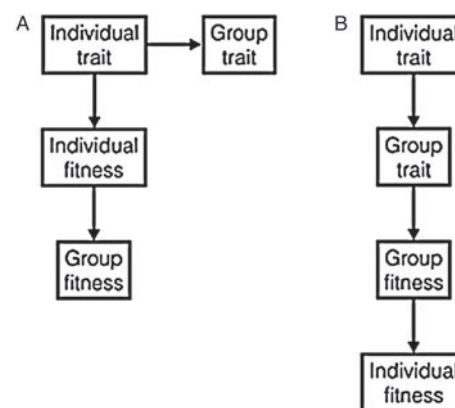 A
Individual
trait
Group
trait
Individual
fitness
Group
fitness
B
Individual
trait
Group
trait
Group
fitness
Individual
fitness